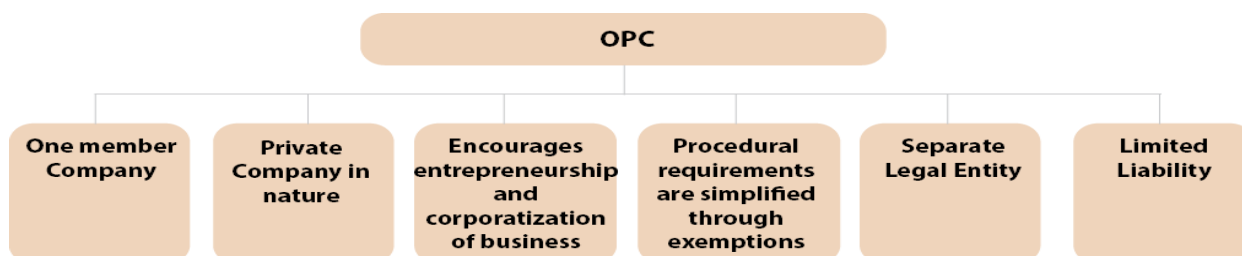 OPC
One member
Company
Private
Company in
nature
Encourages
entrepreneurship
and
corporatization
of business
Procedural
requirements
are simplified
through
exemptions
Separate
Legal Entity
Limited
Liability